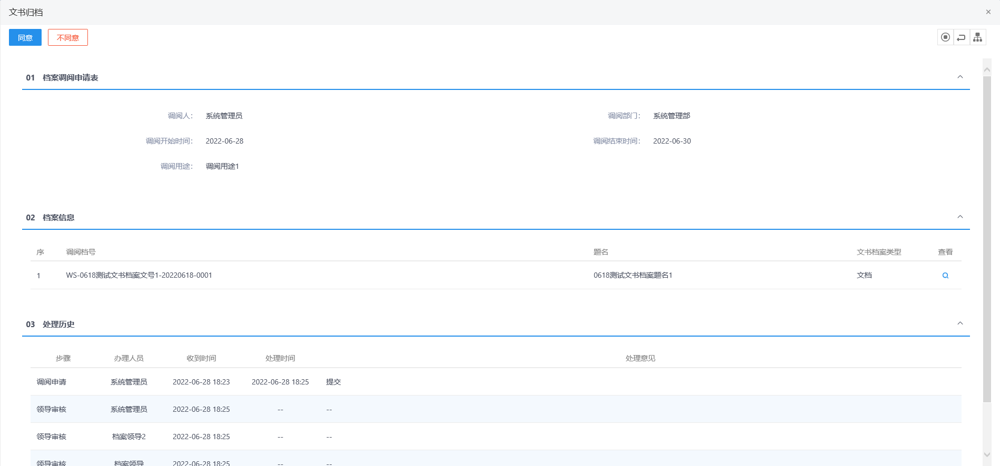 文书归档
同意 不同意
01 档案调阅申请表
调阅人： 系统管理员 调阅部门： 系统管理部
调阅开始时间： 2022-06-28 调阅结束时间： 2022-06-30
调阅用途： 调阅用途1
02 档案信息
序 调阅档号 题名 文书档案类型 查看
1 WS-0618测试文书档案文号1-20220618-0001 0618测试文书档案题名1 文档
03 处理历史
步骤 办理人员 收到时间 处理时间 处理意见
调阅申请 系统管理员 2022-06-28 18:23 2022-06-28 18:25 提交
领导审核 系统管理员 2022-06-28 18:25 -- --
领导审核 档案领导2 2022-06-28 18:25 -- --
领导审核 档案领导 2022-06-28 18:25 -- --